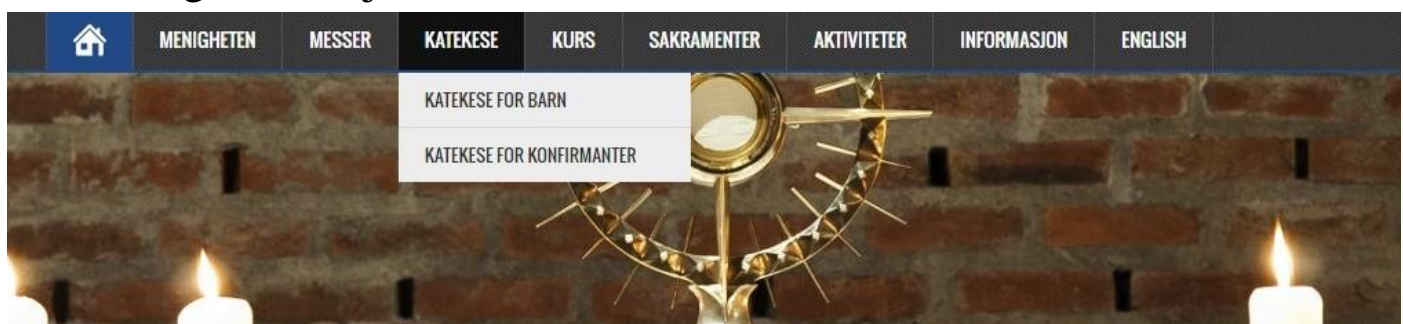 MENIGHETEN MESSER KATEKESE KURS SAKRAMENTER AKTIVITETER INFORMASJON ENGLISH
KATEKESE FOR BARN
KATEKESE FOR KONFIRMANTER